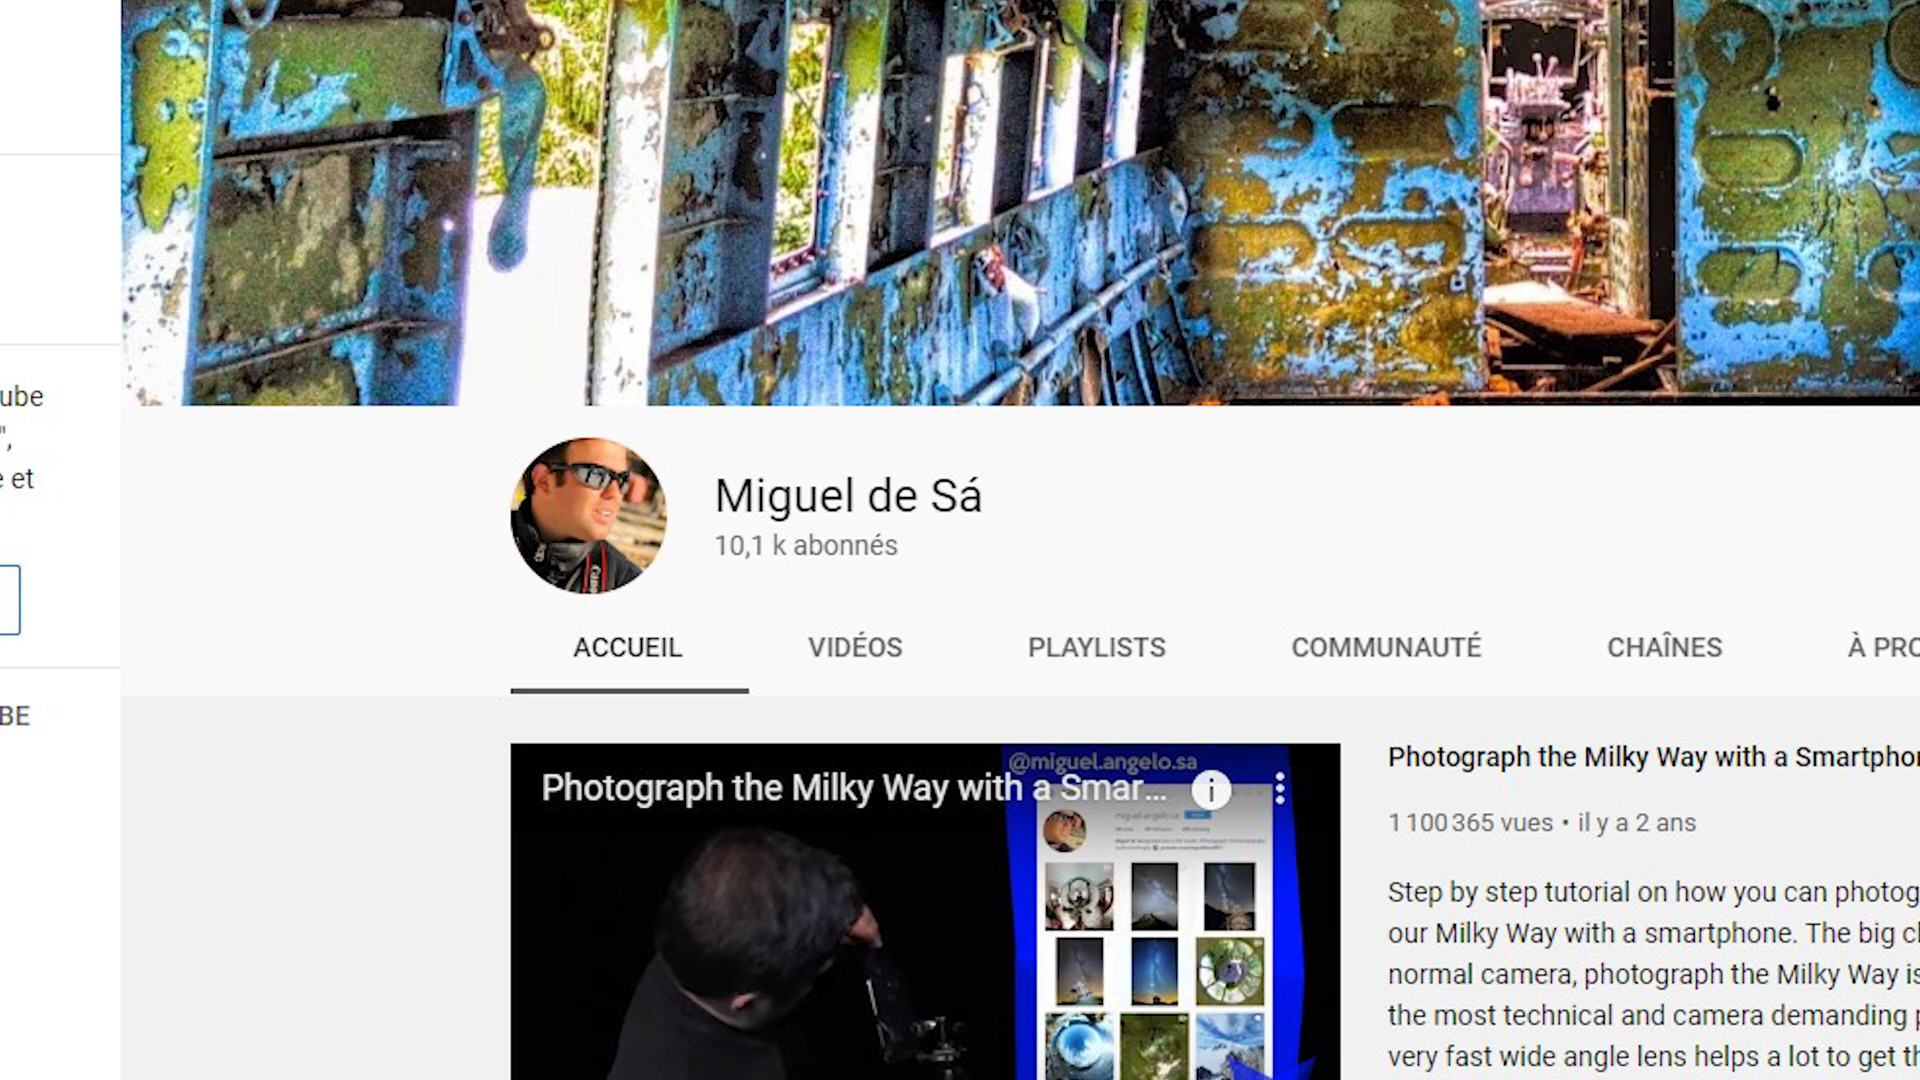 ube
",
e et
BE
Miguel de Sá
10,1 k abonnés
ACCUEIL
VIDÉOS
PLAYLISTS
COMMUNAUTÉ
CHAÎNES
À PRO
@miguel.angelo.sa
Photograph the Milky Way with a Smar...
i
Photograph the Milky Way with a Smartphon
1 100 365 vues • il y a 2 ans
Step by step tutorial on how you can photog
our Milky Way with a smartphone. The big ch
normal camera, photograph the Milky Way is
the most technical and camera demanding p
very fast wide angle lens helps a lot to get th